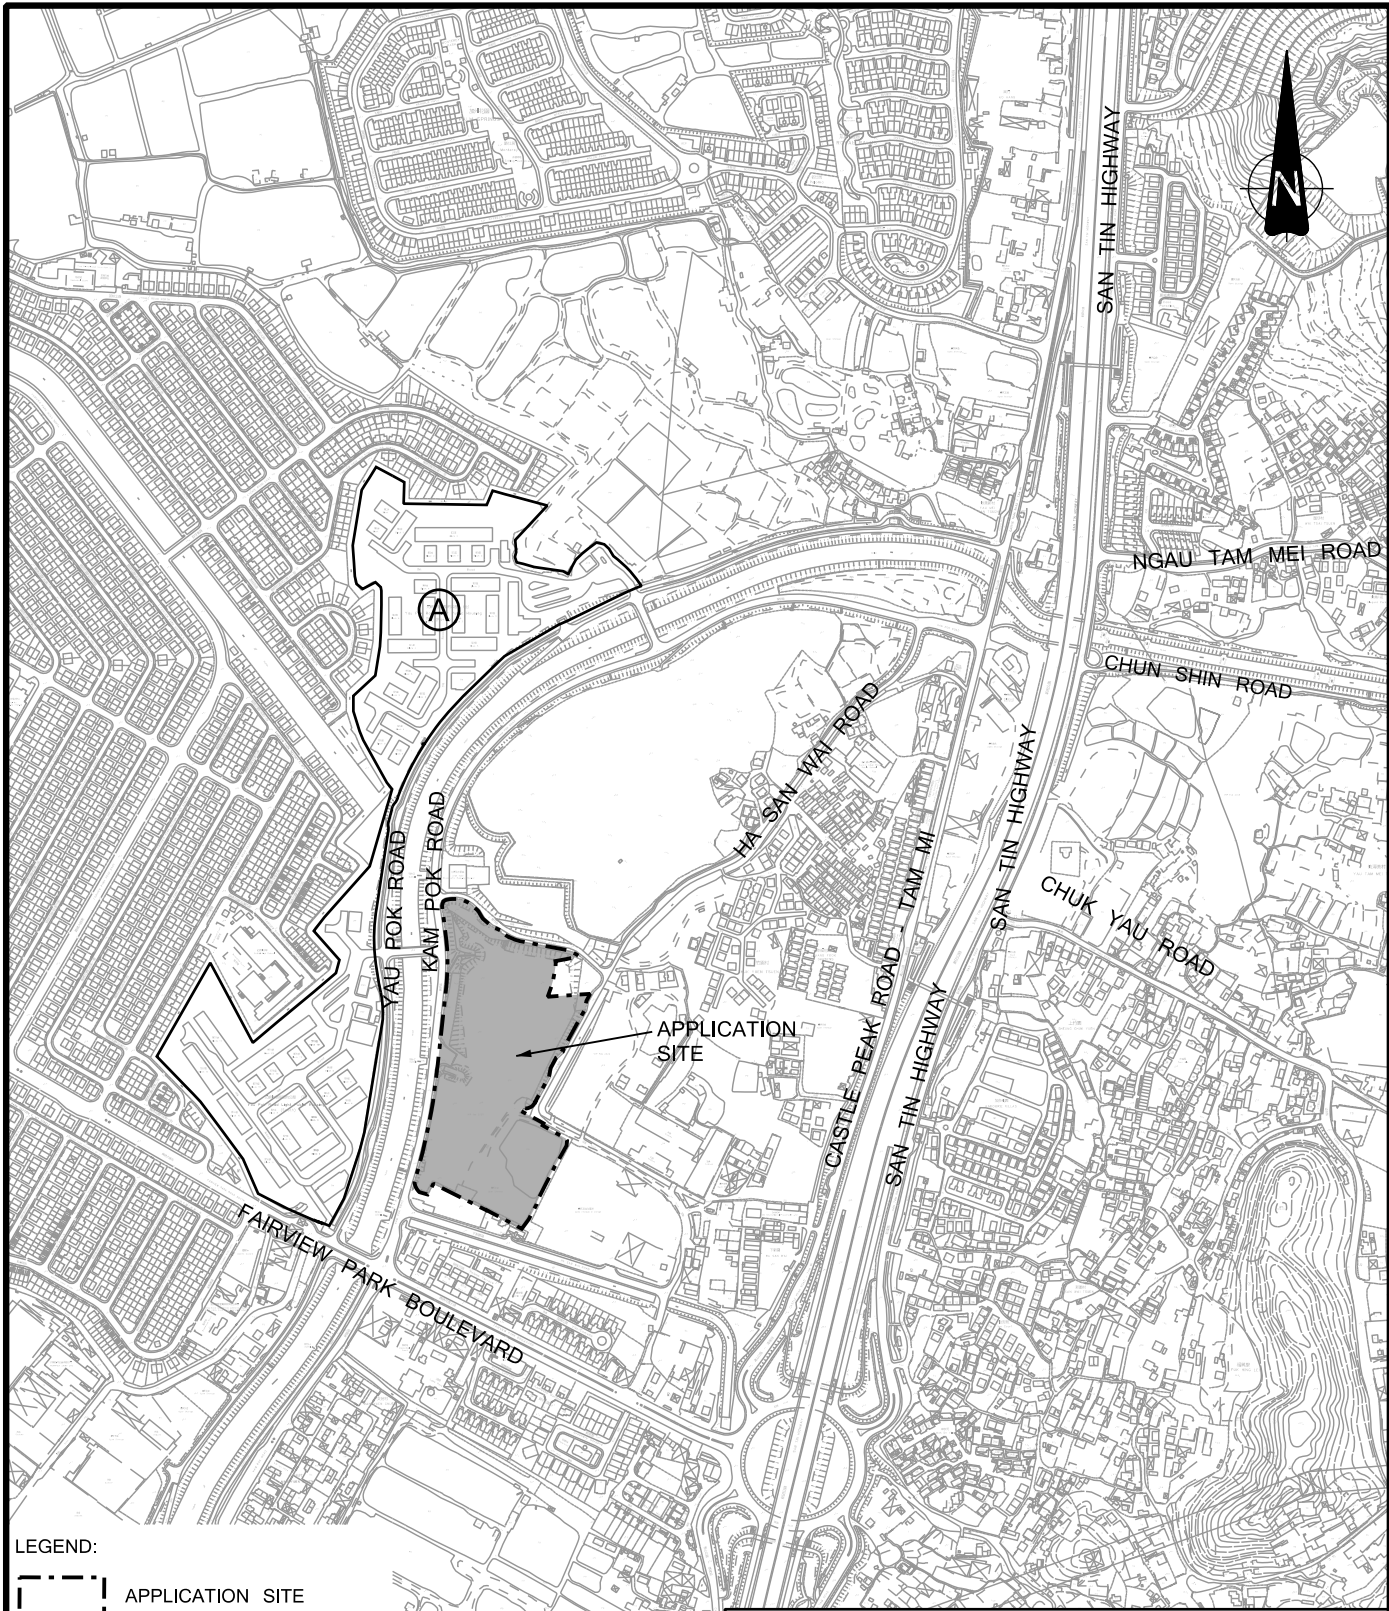 N
SAN TIN HIGHWAY
NGAU TAM MEI ROAD
A
CHUN SHIN ROAD
HA SAN WAI ROAD
SAN TIN HIGHWAY
YAU POK ROAD
KAM POK ROAD
CASTLE PEAK ROAD - TAM MI
CHUK YAU ROAD
APPLICATION
SITE
SAN TIN HIGHWAY
FAIRVIEW PARK BOULEVARD
LEGEND:
APPLICATION SITE